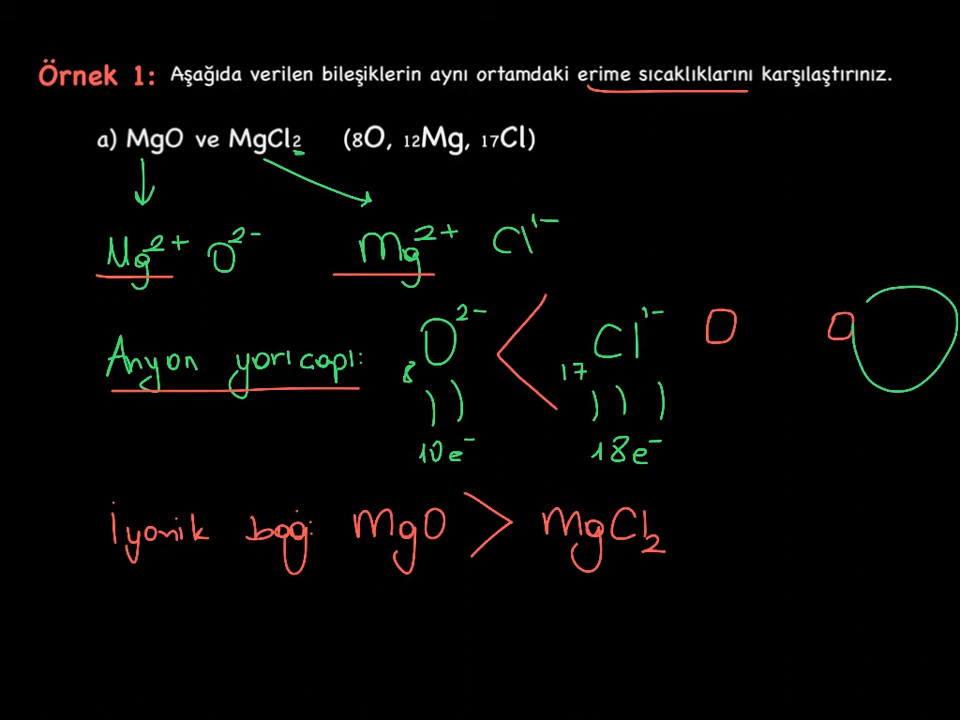 Örnek 1: Aşağıda verilen bileşiklerin aynı ortamdaki erime sıcaklıklarını karşılaştırınız.
a) MgO ve MgCl₂ (₈O, ₁₂Mg, ₁₇Cl)
Mg²⁺ O²⁻ Mg²⁺ Cl¹⁻
Anyon yarıcapı: ₈O²⁻ < ₁₇Cl¹⁻
10e⁻ 18e⁻
İyonik bağ: MgO > MgCl₂